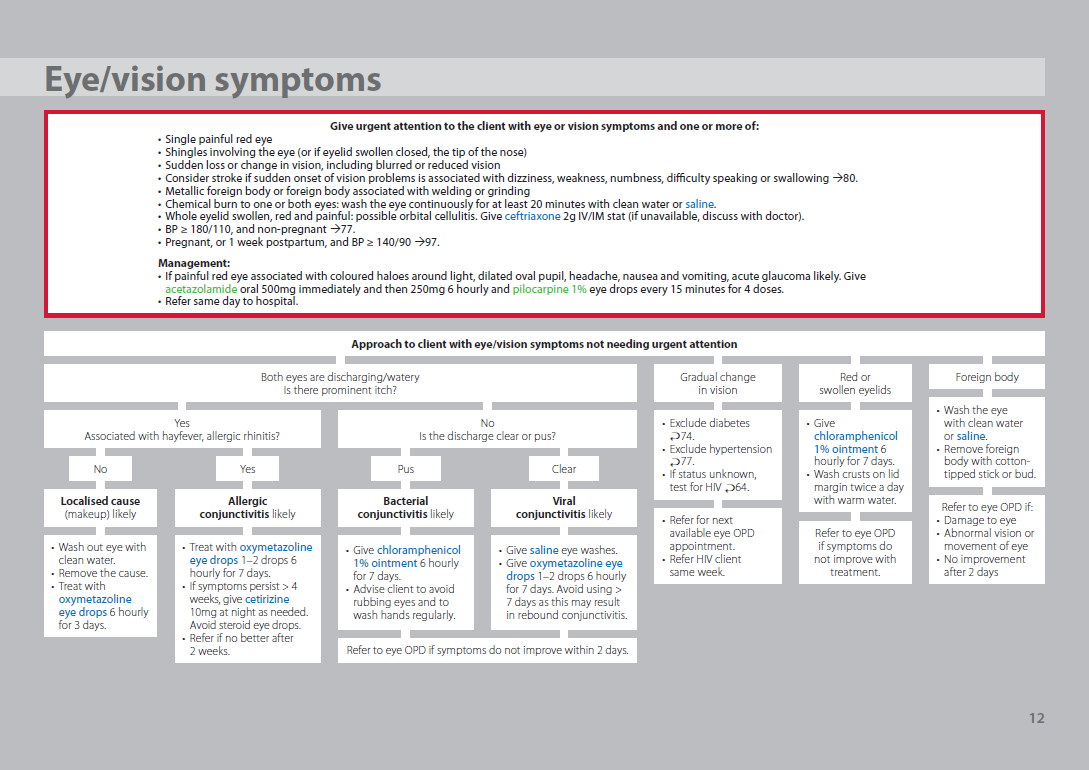 Eye/vision symptoms
Give urgent attention to the client with eye or vision symptoms and one or more of:
• Single painful red eye
• Shingles involving the eye (or if eyelid swollen closed, the tip of the nose)
• Sudden loss or change in vision, including blurred or reduced vision
• Consider stroke if sudden onset of vision problems is associated with dizziness, weakness, numbness, difficulty speaking or swallowing →80.
• Metallic foreign body or foreign body associated with welding or grinding
• Chemical burn to one or both eyes: wash the eye continuously for at least 20 minutes with clean water or saline.
• Whole eyelid swollen, red and painful: possible orbital cellulitis. Give ceftriaxone 2g IV/IM stat (if unavailable, discuss with doctor).
• BP ≥ 180/110, and non-pregnant →77.
• Pregnant, or 1 week postpartum, and BP ≥ 140/90 →97.
Management:
• If painful red eye associated with coloured haloes around light, dilated oval pupil, headache, nausea and vomiting, acute glaucoma likely. Give
acetazolamide oral 500mg immediately and then 250mg 6 hourly and pilocarpine 1% eye drops every 15 minutes for 4 doses.
• Refer same day to hospital.
Approach to client with eye/vision symptoms not needing urgent attention
Both eyes are discharging/watery
Is there prominent itch?
Yes
Associated with hayfever, allergic rhinitis?
No
Localised cause
(makeup) likely
• Wash out eye with
clean water.
• Remove the cause.
• Treat with
oxymetazoline
eye drops 6 hourly
for 3 days.
Yes
Allergic
conjunctivitis likely
• Treat with oxymetazoline
eye drops 1–2 drops 6
hourly for 7 days.
• If symptoms persist > 4
weeks, give cetirizine
10mg at night as needed.
Avoid steroid eye drops.
• Refer if no better after
2 weeks.
No
Is the discharge clear or pus?
Pus
Bacterial
conjunctivitis likely
• Give chloramphenicol
1% ointment 6 hourly
for 7 days.
• Advise client to avoid
rubbing eyes and to
wash hands regularly.
Clear
Viral
conjunctivitis likely
• Give saline eye washes.
• Give oxymetazoline eye
drops 1–2 drops 6 hourly
for 7 days. Avoid using >
7 days as this may result
in rebound conjunctivitis.
Refer to eye OPD if symptoms do not improve within 2 days.
Gradual change
in vision
• Exclude diabetes
⤾74.
• Exclude hypertension
⤾77.
• If status unknown,
test for HIV ⤾64.
• Refer for next
available eye OPD
appointment.
• Refer HIV client
same week.
Red or
swollen eyelids
• Give
chloramphenicol
1% ointment 6
hourly for 7 days.
• Wash crusts on lid
margin twice a day
with warm water.
Refer to eye OPD
if symptoms do
not improve with
treatment.
Foreign body
• Wash the eye
with clean water
or saline.
• Remove foreign
body with cotton-
tipped stick or bud.
Refer to eye OPD if:
• Damage to eye
• Abnormal vision or
movement of eye
• No improvement
after 2 days
12